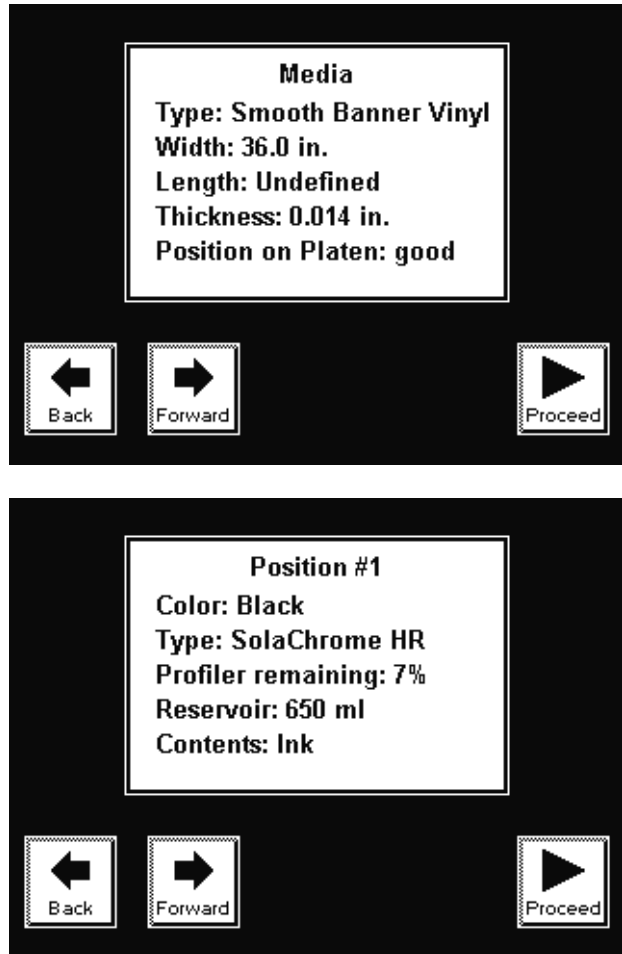 Media
Type: Smooth Banner Vinyl
Width: 36.0 in.
Length: Undefined
Thickness: 0.014 in.
Position on Platen: good
Back
Forward
Proceed
Position #1
Color: Black
Type: SolaChrome HR
Profiler remaining: 7%
Reservoir: 650 ml
Contents: Ink
Back
Forward
Proceed